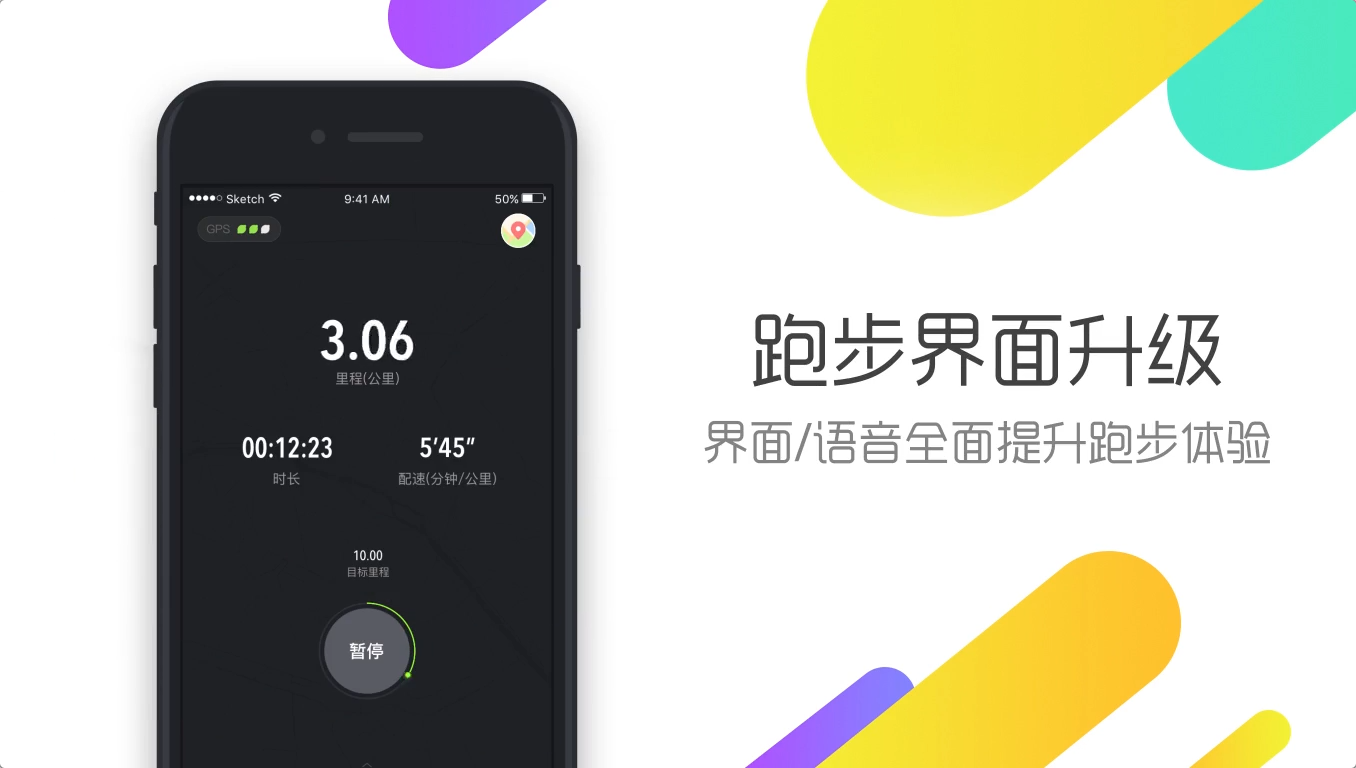 Sketch 9:41 AM 50%
GPS
3.06
里程(公里)
00:12:23 5′45″
时长 配速(分钟/公里)
10.00
目标里程
暂停
跑步界面升级
界面/语音全面提升跑步体验